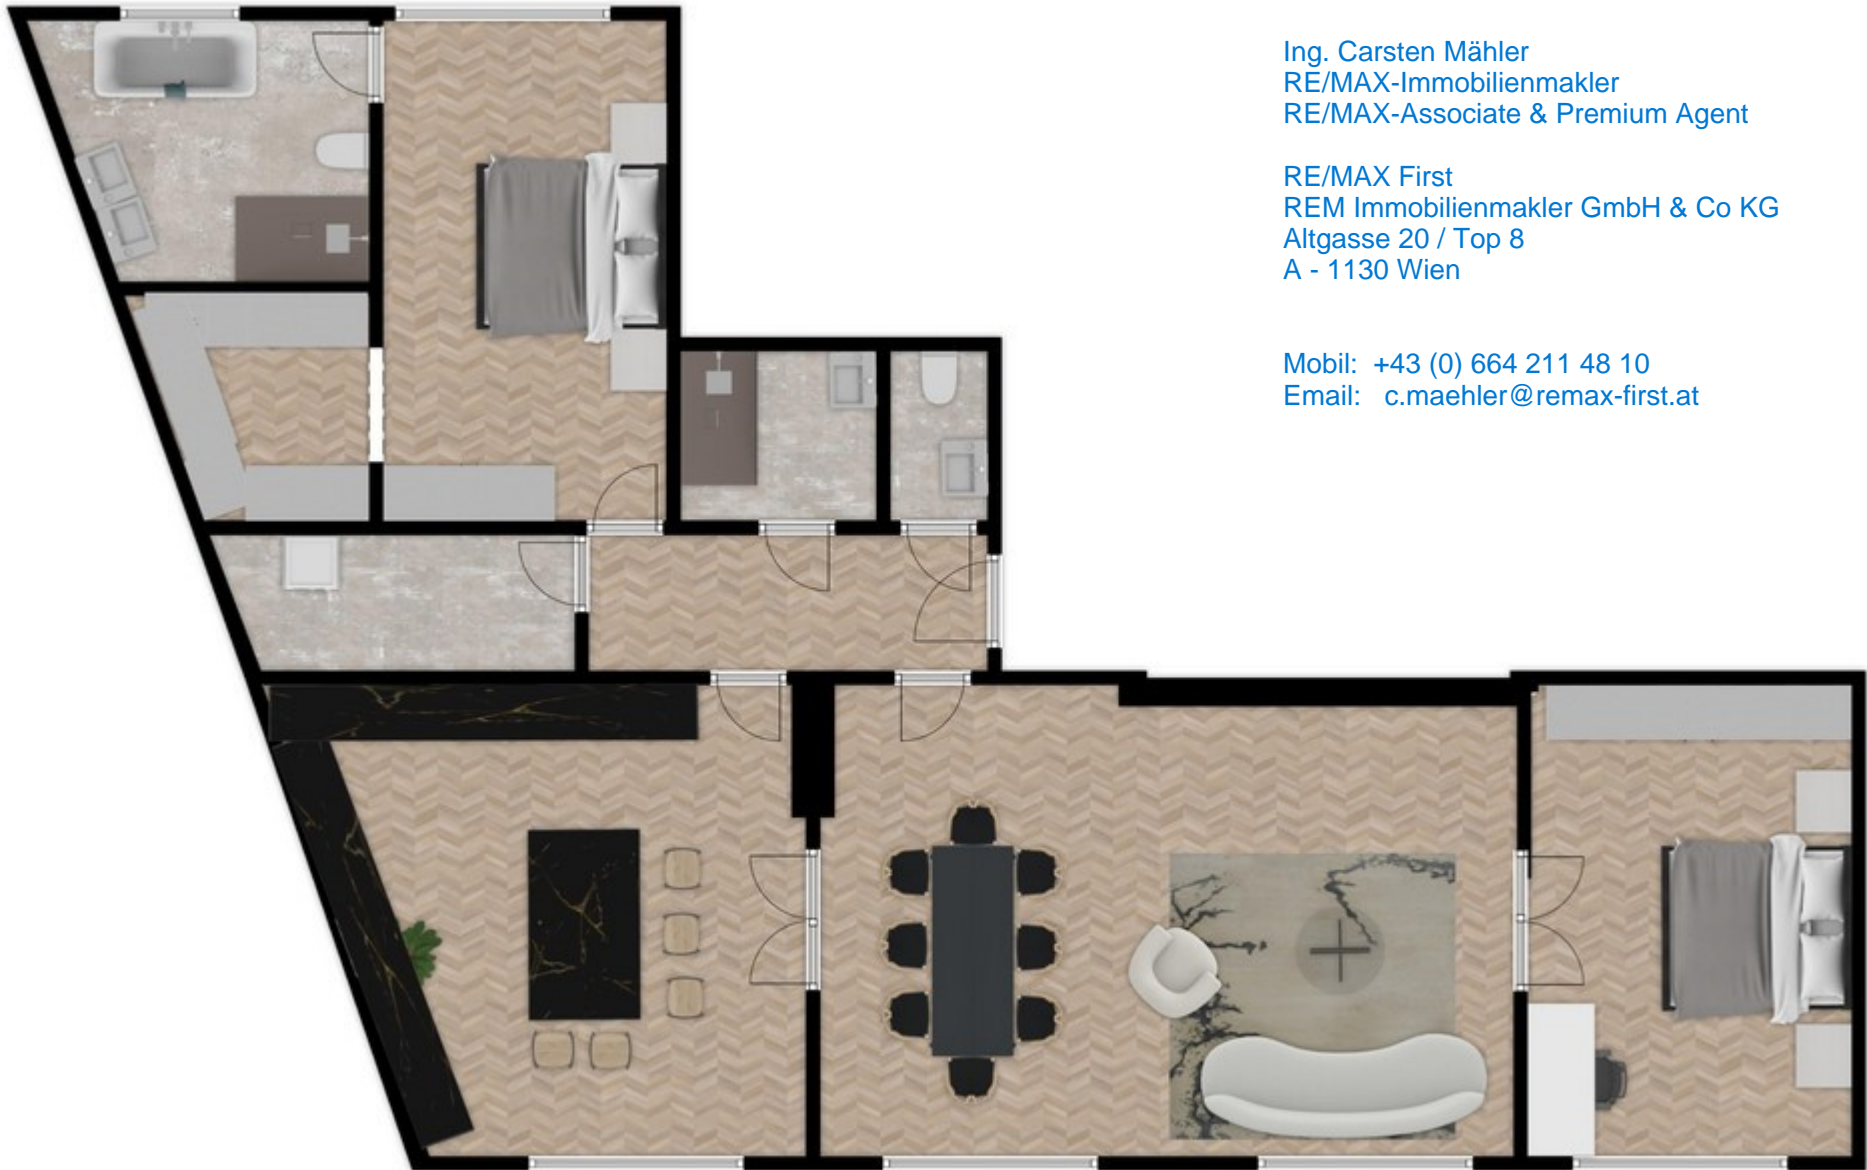 Ing. Carsten Mähler
RE/MAX-Immobilienmakler
RE/MAX-Associate & Premium Agent
RE/MAX First
REM Immobilienmakler GmbH & Co KG
Altgasse 20 / Top 8
A - 1130 Wien
Mobil: +43 (0) 664 211 48 10
Email: c.maehler@remax-first.at